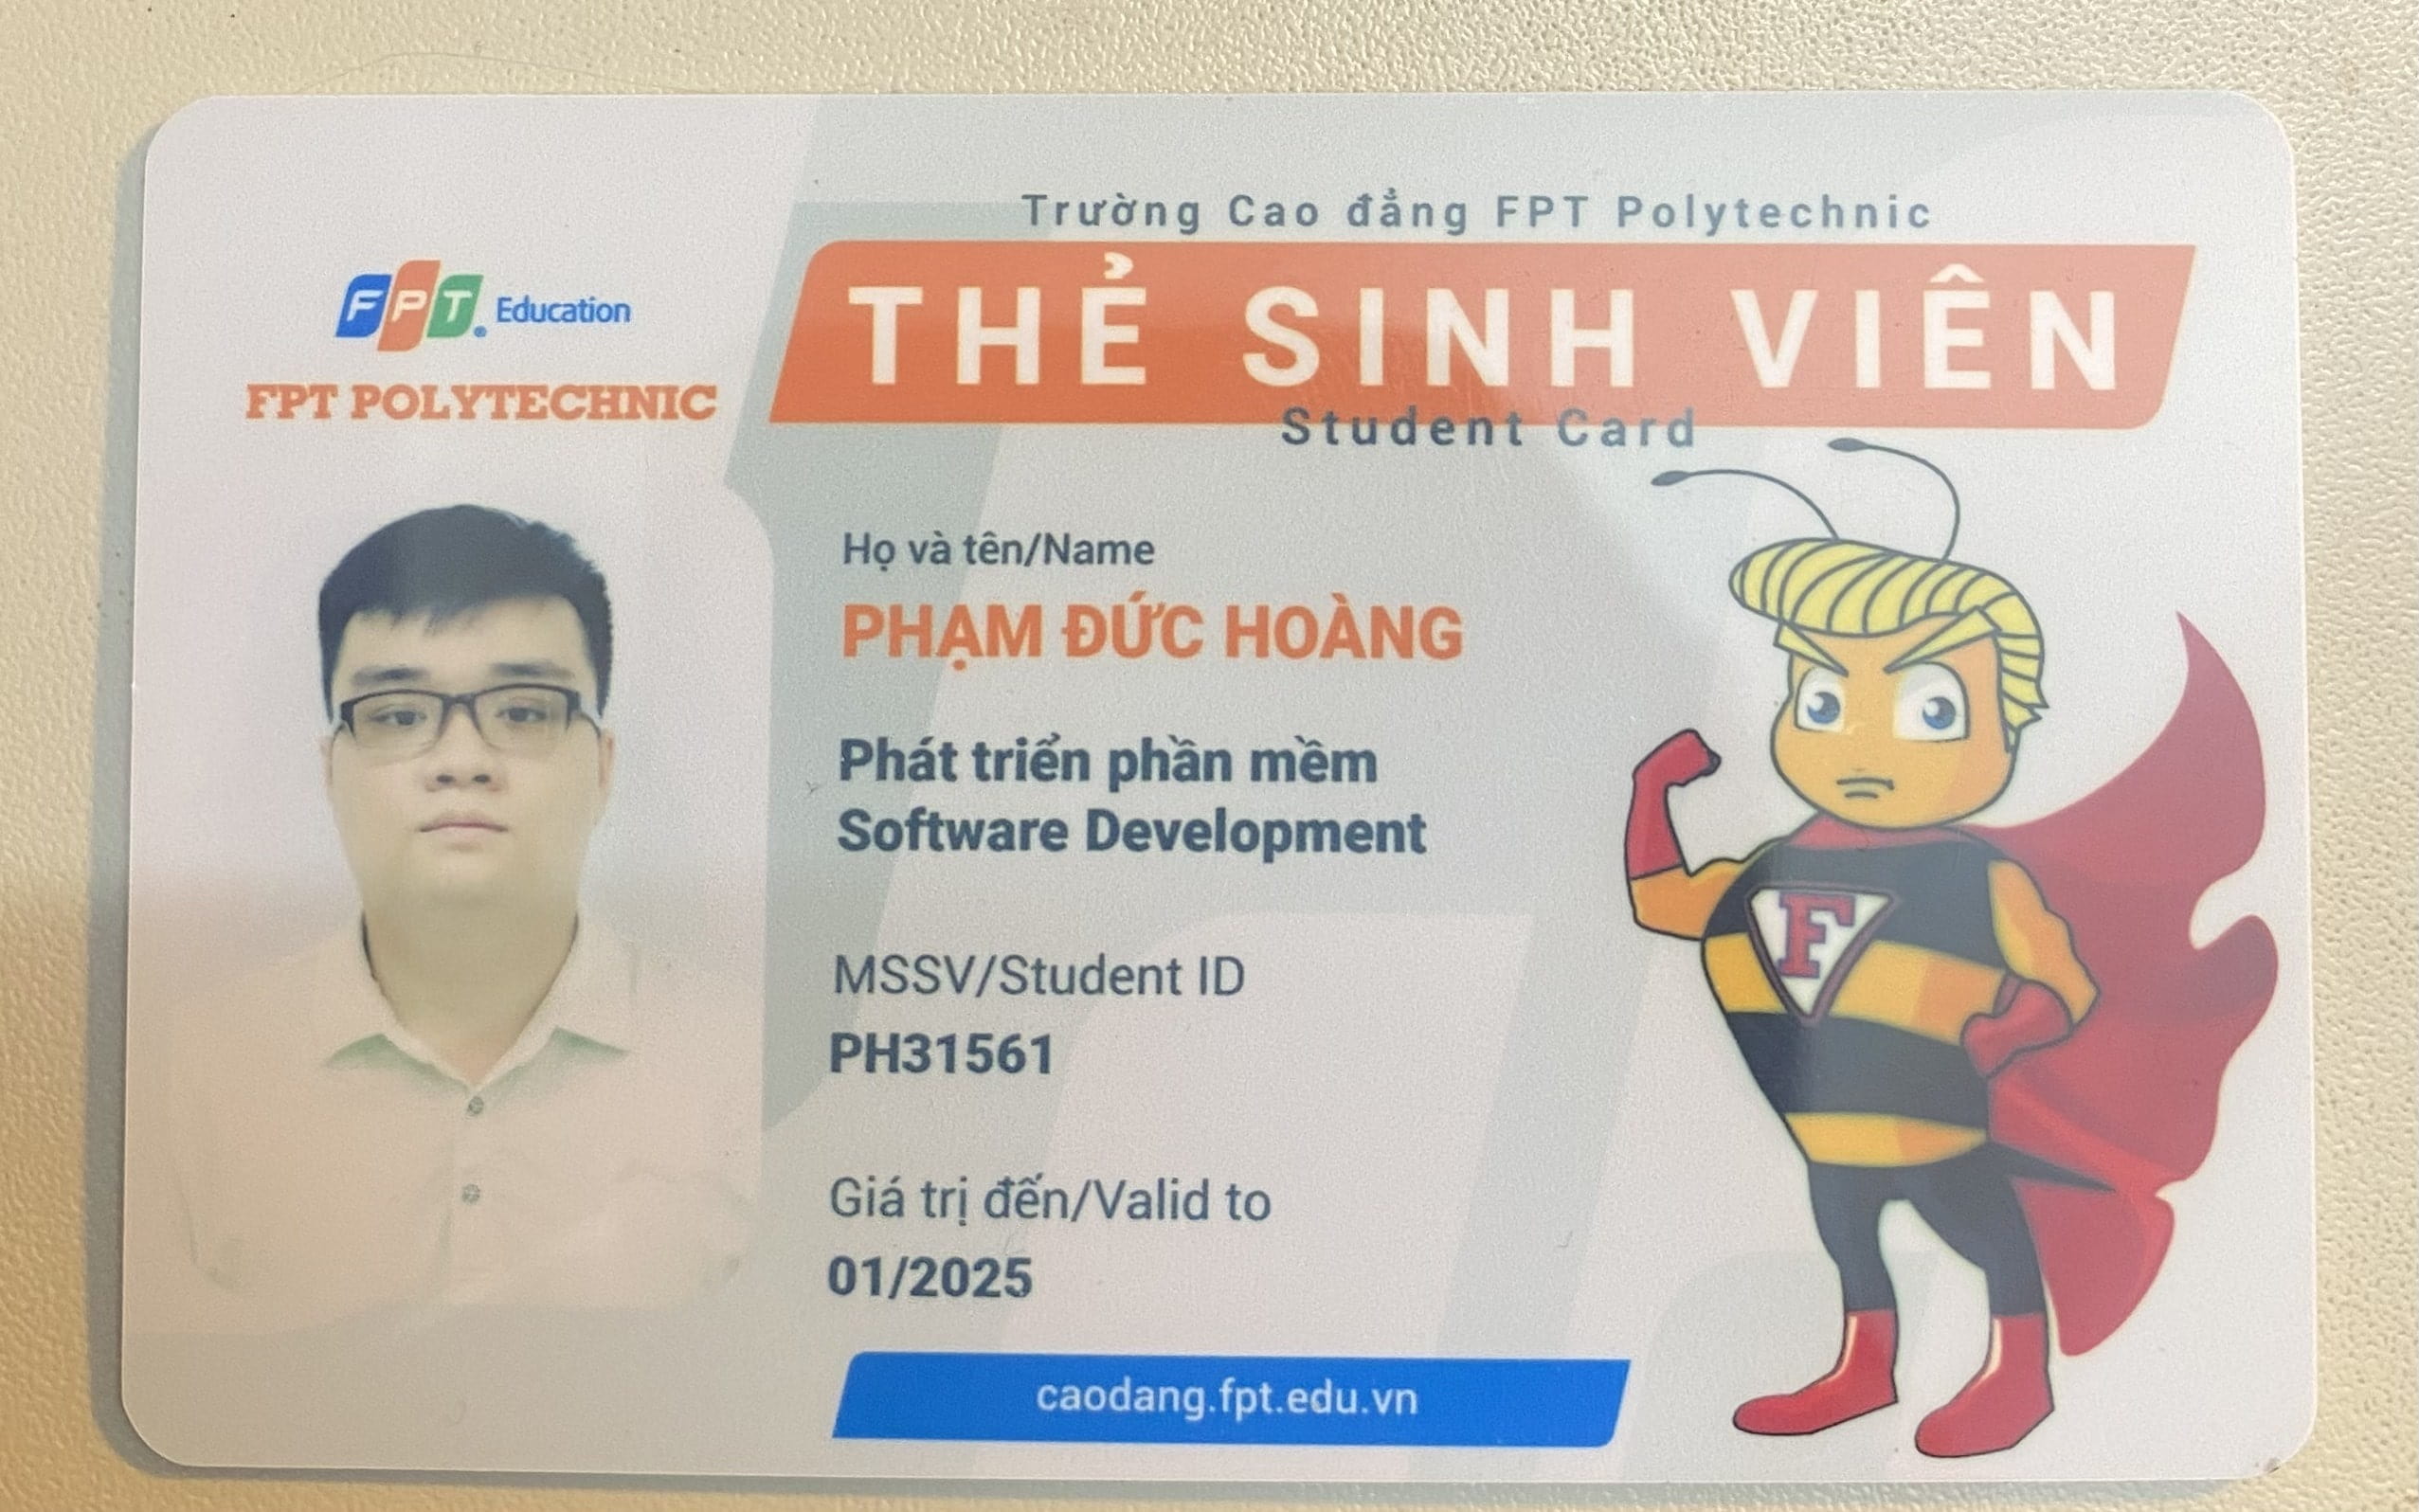 FPT Education
FPT POLYTECHNIC
Trường Cao đẳng FPT Polytechnic
THẺ SINH VIÊN
Student Card
Họ và tên/Name
PHẠM ĐỨC HOÀNG
Phát triển phần mềm
Software Development
MSSV/Student ID
PH31561
Giá trị đến/Valid to
01/2025
F
caodang.fpt.edu.vn